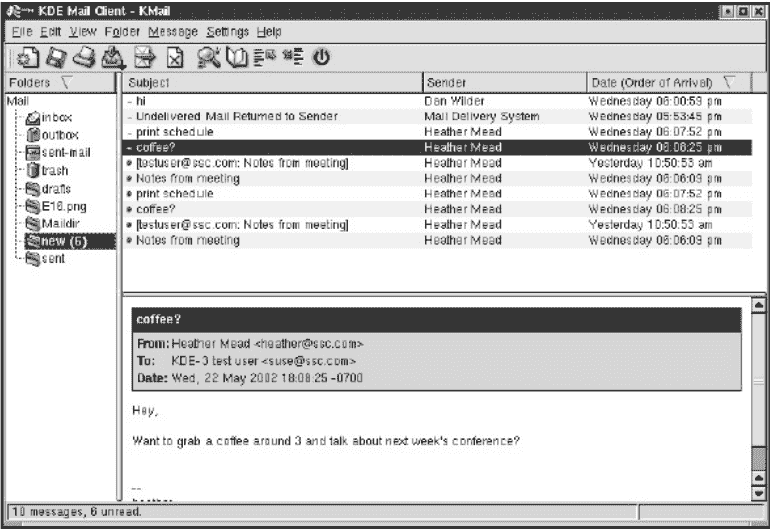 KDE Mail Client - KMail
File Edit View Folder Message Settings Help
Folders Subject Sender Date (Order of Arrival)
Mail
inbox
outbox
sent-mail
trash
drafts
E16.png
Maildir
new (6)
sent
- hi Dan Wilder Wednesday 06:00:59 pm
- Undelivered Mail Returned to Sender Mail Delivery System Wednesday 05:53:45 pm
- print schedule Heather Mead Wednesday 06:07:52 pm
- coffee? Heather Mead Wednesday 06:08:25 pm
[testuser@ssc.com: Notes from meeting] Heather Mead Yesterday 10:50:53 am
Notes from meeting Heather Mead Wednesday 06:06:09 pm
print schedule Heather Mead Wednesday 06:07:52 pm
coffee? Heather Mead Wednesday 06:08:25 pm
[testuser@ssc.com: Notes from meeting] Heather Mead Yesterday 10:50:53 am
Notes from meeting Heather Mead Wednesday 06:06:09 pm
coffee?
From: Heather Mead <heather@ssc.com>
To: KDE-3 test user <suse@ssc.com>
Date: Wed, 22 May 2002 18:08:25 -0700
Hey,
Want to grab a coffee around 3 and talk about next week's conference?
--
10 messages, 6 unread.